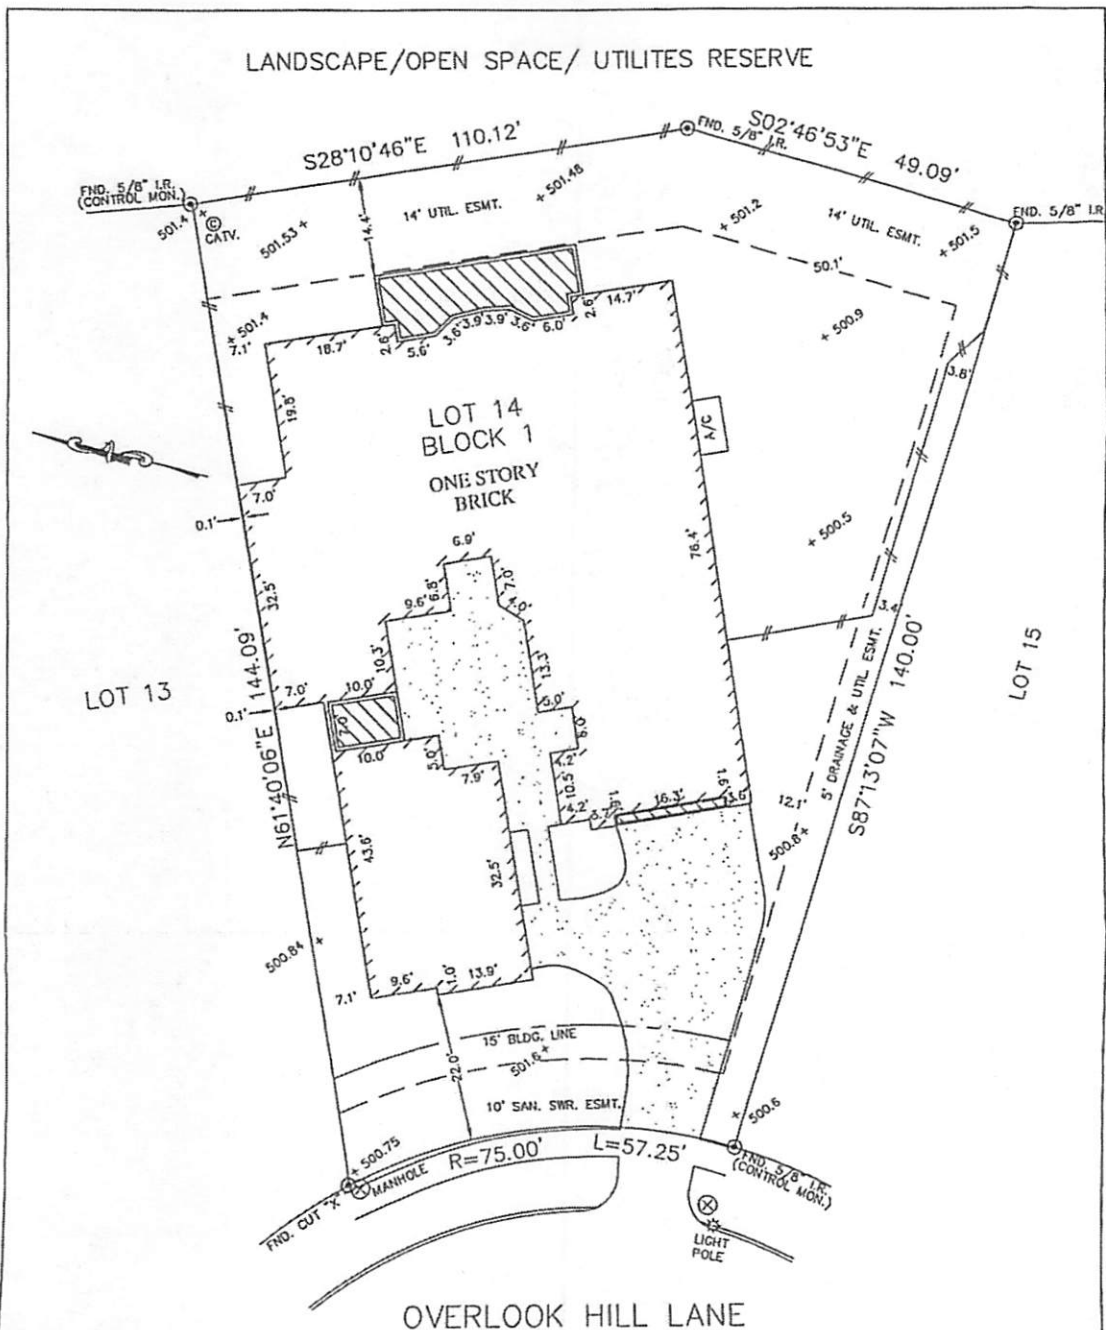 LANDSCAPE/OPEN SPACE/ UTILITES RESERVE
S28°10'46"E 110.12'
FND. 5/8" I.R.
S02°46'53"E 49.09'
FND. 5/8" I.R.
(CONTROL MON.)
FND. 5/8" I.R.
501.4
CATV.
501.53
14.4'
14' UTIL. ESMT.
501.48
501.2
14' UTIL. ESMT.
501.5
50.1'
501.4
7.1'
18.7'
2.6'
5.6'
3.6'
3.9'
3.9'
3.6'
6.0'
2.6'
14.7'
500.9
3.8'
19.8'
LOT 14
BLOCK 1
A/C
ONE STORY
BRICK
7.0'
0.1'
500.5
76.4'
6.9'
6.8'
7.0'
32.5'
9.6'
4.0'
3.4'
10.3'
13.3'
LOT 13
N61°40'06"E 144.09'
7.0'
10.0'
0.1'
7.0'
10.0'
5.0'
7.9'
5.0'
6.0'
4.2'
10.5'
4.2'
3.7'
1.6'
16.3'
1.6'
13.6'
5' DRAINAGE & UTIL ESMT.
S87°13'07"W 140.00'
LOT 15
12.1'
500.8
43.6'
32.5'
500.84
7.1'
9.6'
1.0'
13.9'
15' BLDG. LINE
22.0'
501.6
10' SAN. SWR. ESMT.
500.6
500.75
MANHOLE
R=75.00' L=57.25'
FND. 5/8" I.R.
(CONTROL MON.)
FND. CUT "X"
LIGHT
POLE
OVERLOOK HILL LANE